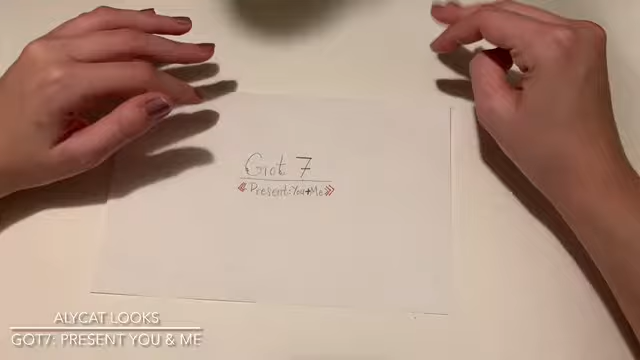 Got 7
《 Present: You+Me 》
ALYCAT LOOKS
GOT7: PRESENT YOU & ME